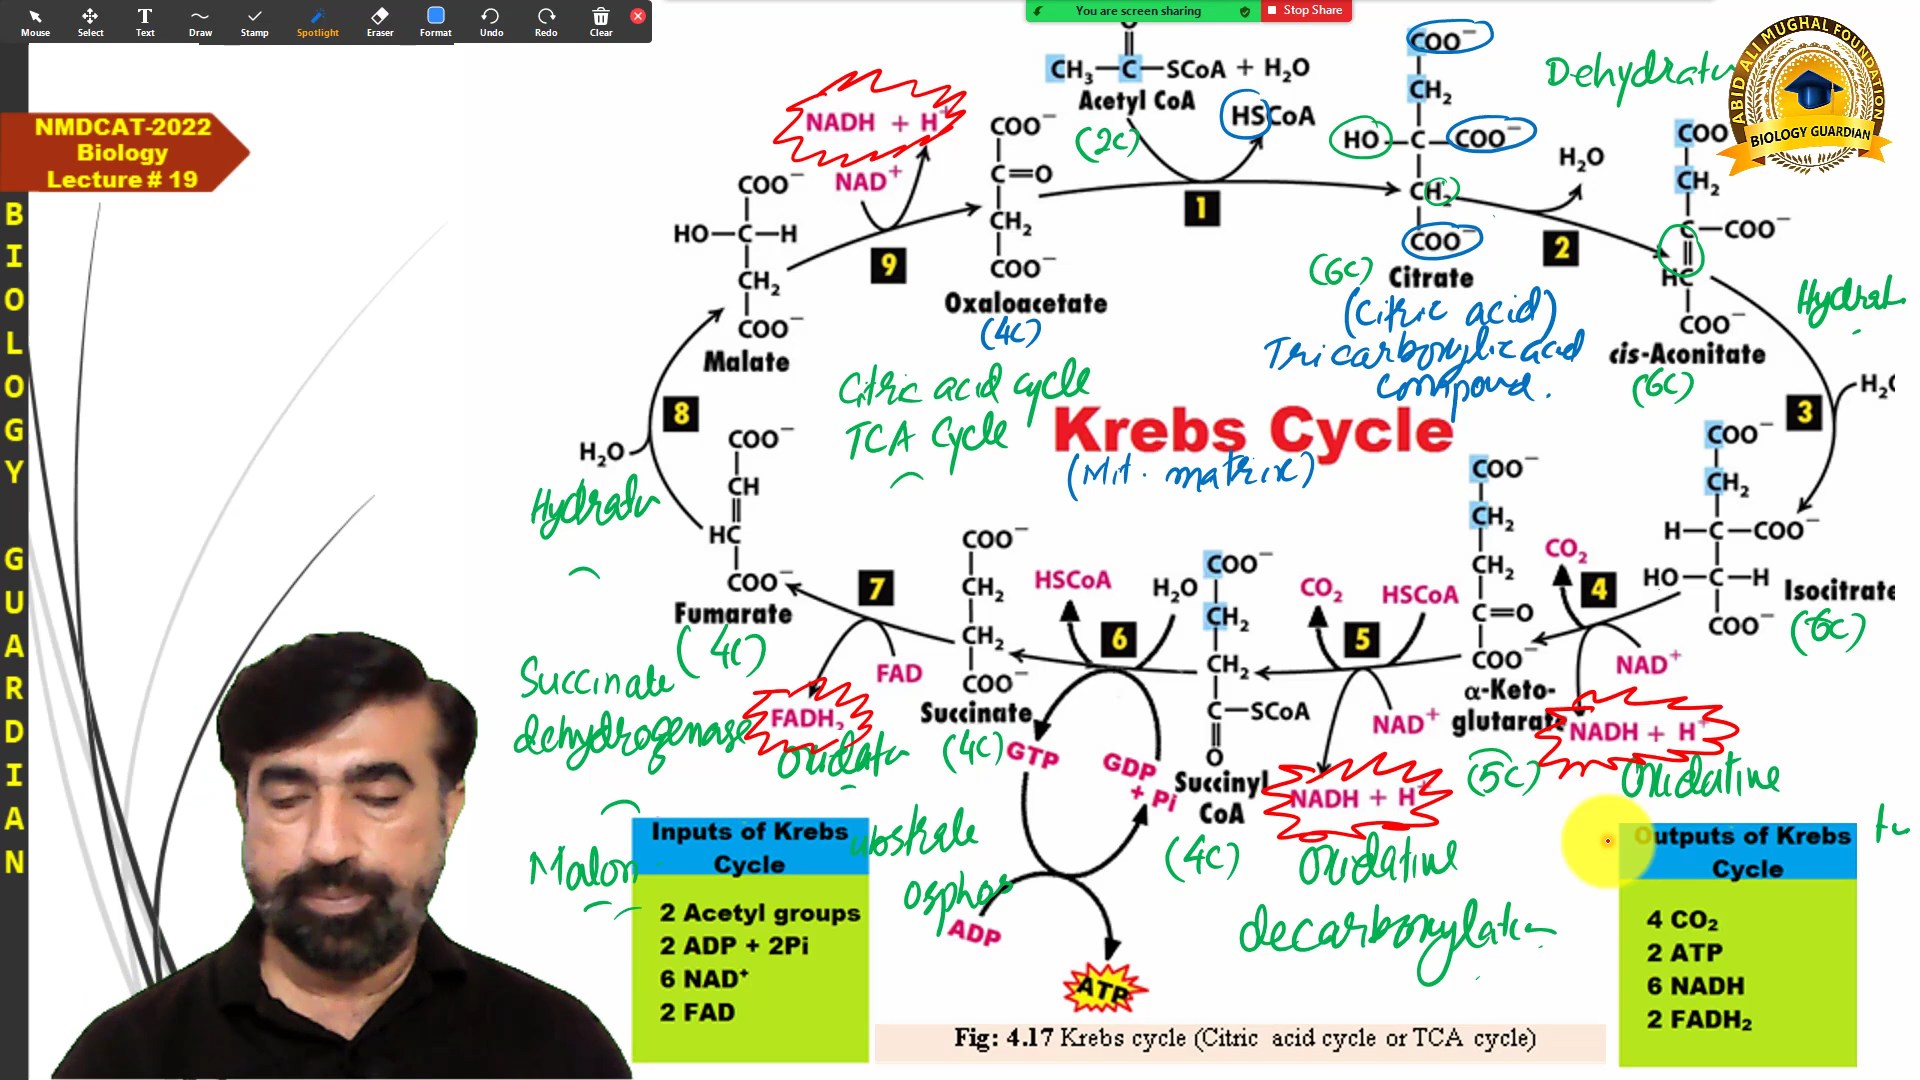 Mouse
Select
Text
Draw
Stamp
Spotlight
Eraser
Format
Undo
Redo
Clear
You are screen sharing
Stop Share
ABID ALI MUGHAL FOUNDATION
BIOLOGY GUARDIAN
NMDCAT-2022
Biology
Lecture # 19
BIOLOGY GUARDIAN
CH₃—C—SCoA + H₂O
Acetyl CoA
(2C)
HSCoA
1
COO⁻
CH₂
HO—C—COO⁻
CH₂
COO⁻
Citrate
(6C)
(Citric acid)
Tricarboxylic acid
compound.
H₂O
2
COO
CH₂
C—COO⁻
HC
COO⁻
cis-Aconitate
(6C)
3
COO⁻
CH₂
H—C—COO⁻
HO—C—H
COO⁻
Isocitrate
CO₂
4
NAD⁺
NADH + H⁺
Oxidative
COO⁻
CH₂
CH₂
C=O
COO⁻
α-Keto-
glutarate
(5C)
CO₂
HSCoA
5
NAD⁺
NADH + H⁺
Oxidative
decarboxylation
COO⁻
CH₂
CH₂
C—SCoA
O
Succinyl
CoA
(4C)
HSCoA
H₂O
6
GTP
GDP
+ Pi
ADP
ATP
COO⁻
CH₂
CH₂
COO⁻
Succinate
(4C)
7
FAD
FADH₂
Succinate
dehydrogenase
COO⁻
CH
HC
COO⁻
Fumarate
(4C)
H₂O
8
COO⁻
HO—C—H
CH₂
COO⁻
Malate
NAD⁺
NADH + H⁺
9
COO⁻
C=O
CH₂
COO⁻
Oxaloacetate
(4C)
Citric acid cycle
TCA Cycle
Krebs Cycle
(Mit. matrix)
Inputs of Krebs
Cycle
2 Acetyl groups
2 ADP + 2Pi
6 NAD⁺
2 FAD
Outputs of Krebs
Cycle
4 CO₂
2 ATP
6 NADH
2 FADH₂
Fig: 4.17 Krebs cycle (Citric acid cycle or TCA cycle)